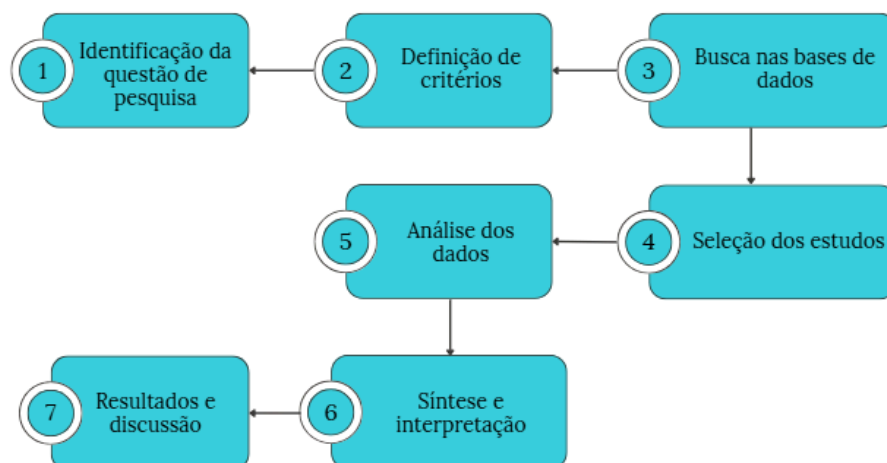 1
Identificação da
questão de
pesquisa
2
Definição de
critérios
3
Busca nas bases de
dados
4
Seleção dos estudos
5
Análise dos
dados
6
Síntese e
interpretação
7
Resultados e
discussão